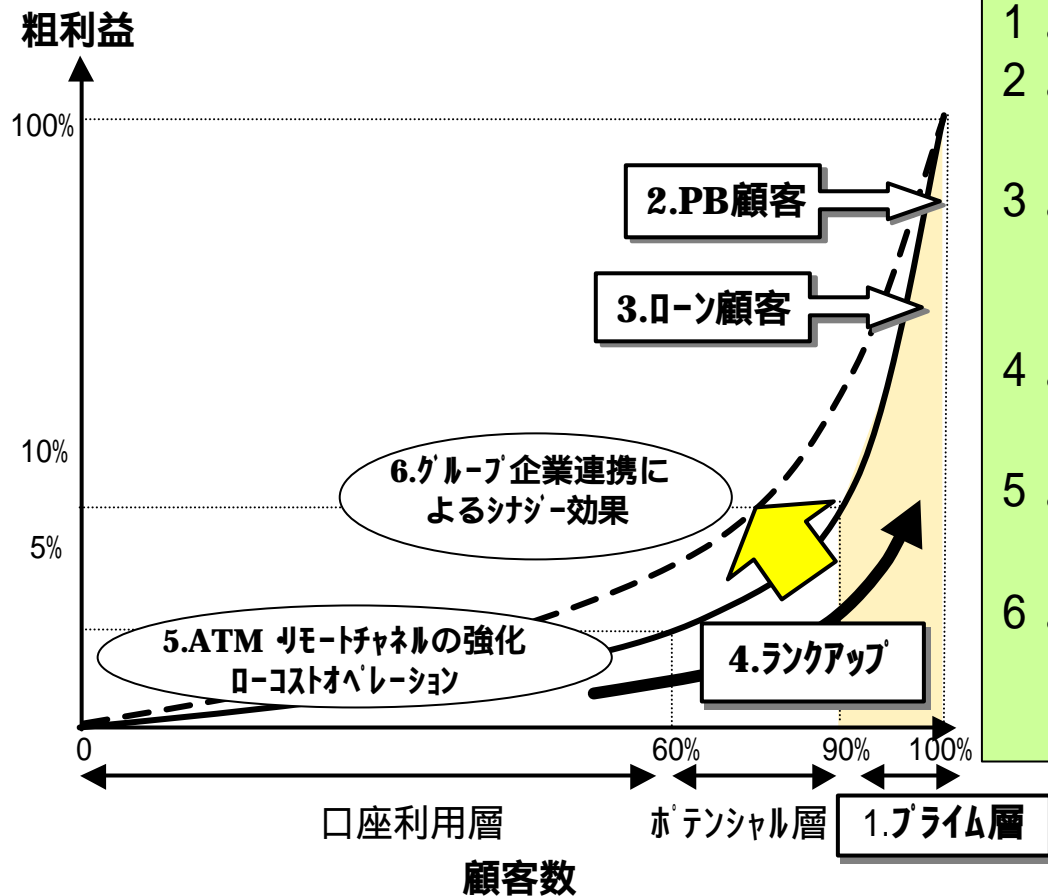 粗利益
100%
10%
5%
2.PB顧客
3.ローン顧客
6.グループ企業連携に
よるシナジー効果
5.ATM・リモートチャネルの強化
ローコストオペレーション
4.ランクアップ
0
60%
90%
100%
口座利用層
ポテンシャル層
1.プライム層
顧客数
1.
2.
3.
4.
5.
6.